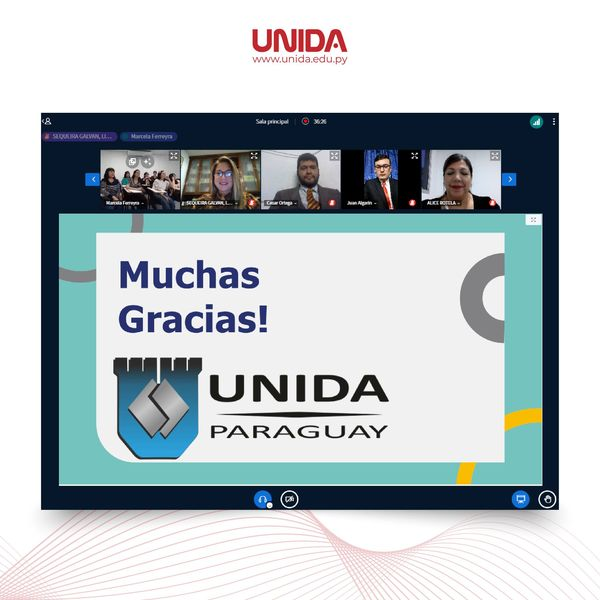 UNIDA
www.unida.edu.py
Sala principal
36:26
SEQUEIRA GALVAN, LI...
Marcela Ferreyra
Marcela Ferreyra
SEQUEIRA GALVAN, L...
Cesar Ortega
Juan Algarin
ALICE BOTELA
Muchas
Gracias!
UNIDA
PARAGUAY